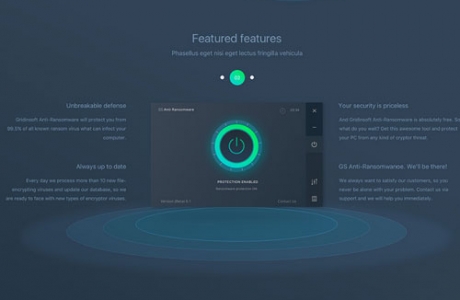 Featured features
Phasellus eget nisi eget lectus fringilla vehicula
Unbreakable defense
Gridinsoft Anti-Ransomware will protect you from
of all known ransom virus what can infect your
computer.
Always up to date
Every day we process more than 10 new file-
encrypting viruses and update our database, so we
are ready to face with new types of encryptor viruses.
GS Anti-Ransomware
PROTECTION ENABLED
Contact us
Your security is priceless
And Gridinsoft Anti-Ransomware is absolutely free. So
what do you wait? Get this awesome tool and protect
your PC from any kind of cryptor threat.
GS Anti-Ransomware: We'll be there!
We always want to satisfy our customers, so you
never be alone with your problem. Contact us
support and we will help you immediately.